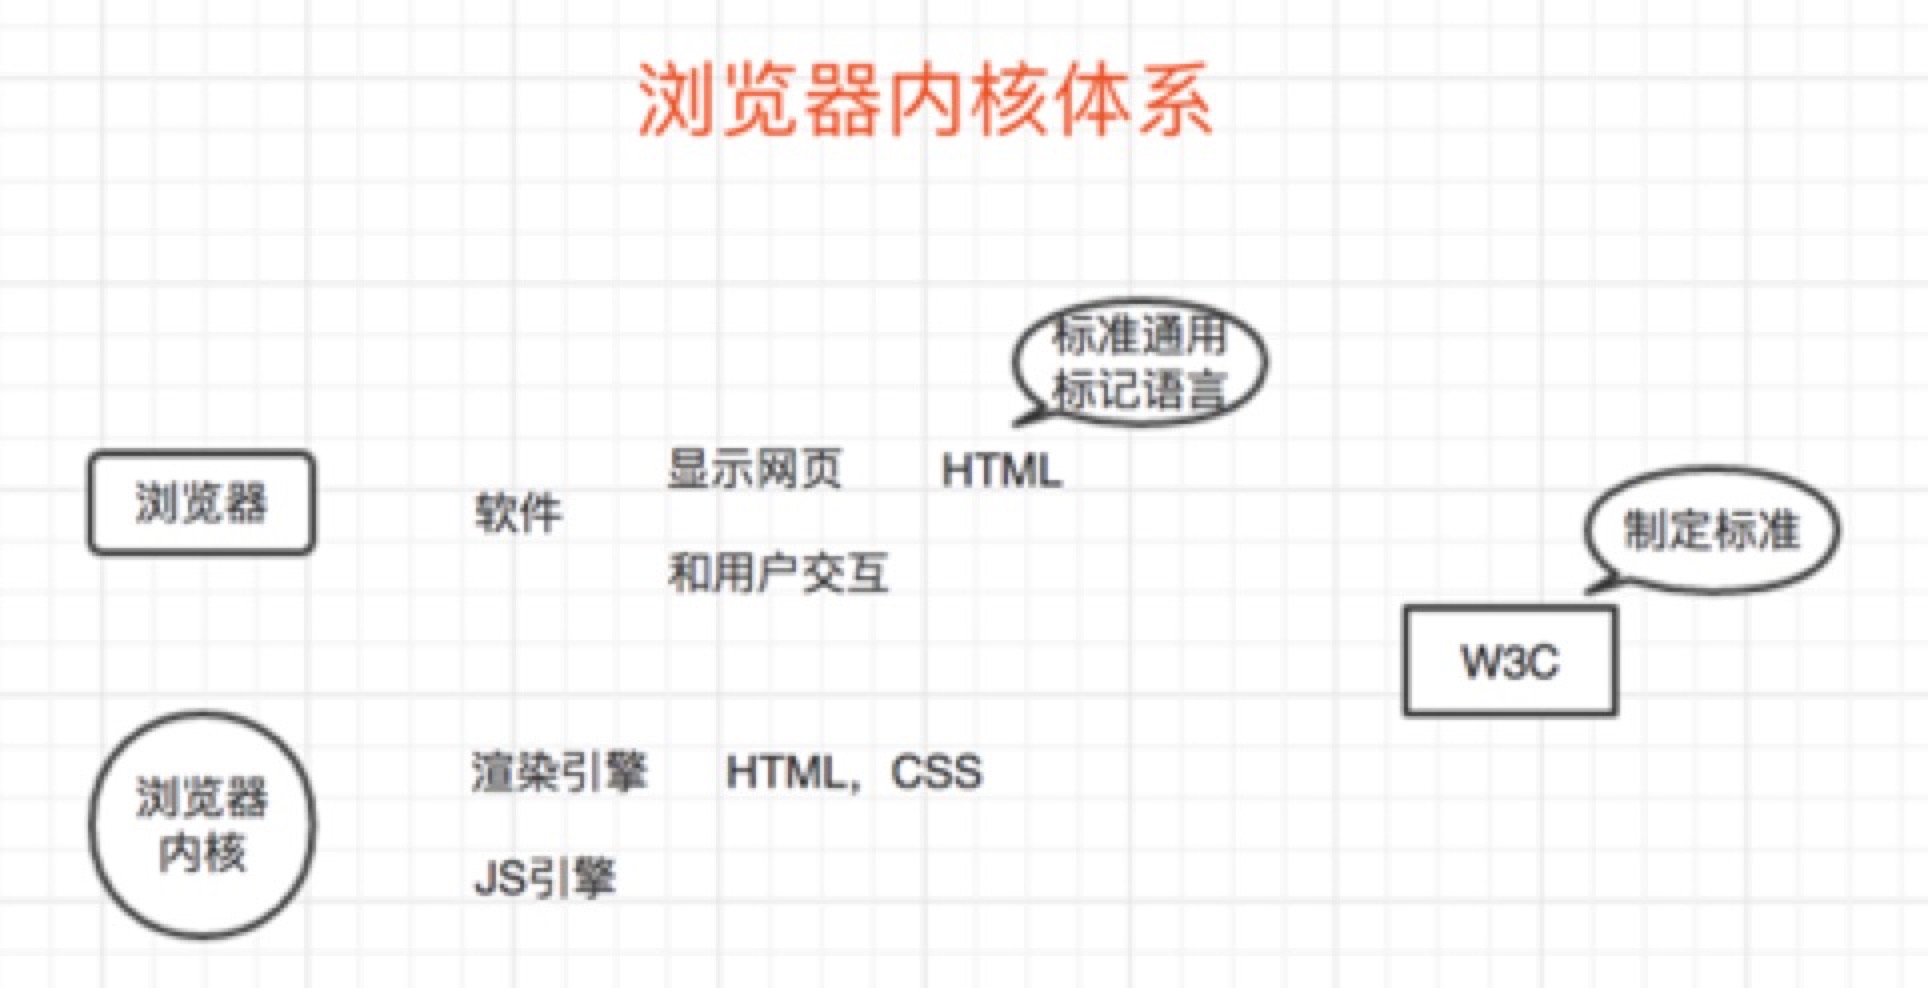 浏览器内核体系
标准通用
标记语言
显示网页 HTML
浏览器
软件
制定标准
和用户交互
W3C
渲染引擎 HTML，CSS
浏览器
内核
JS引擎